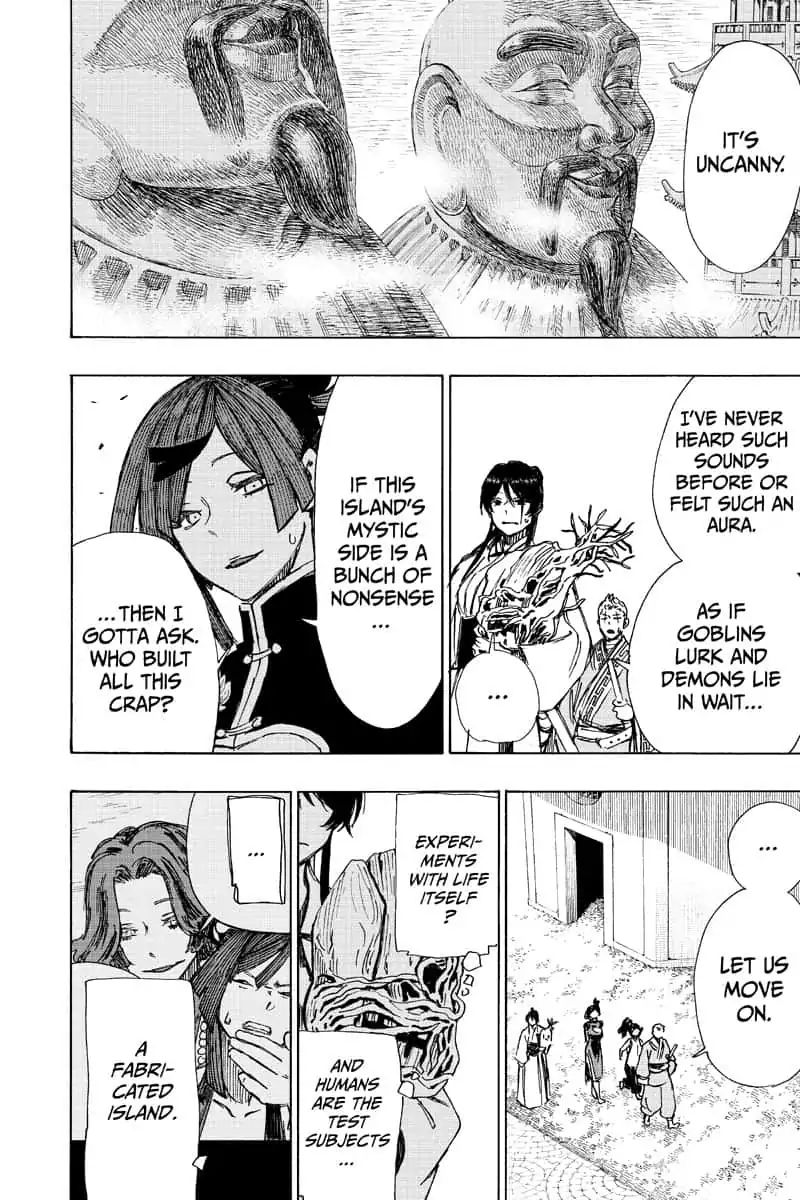 IT'S
UNCANNY.
I'VE NEVER
HEARD SUCH
SOUNDS
BEFORE OR
FELT SUCH AN
AURA.
AS IF
GOBLINS
LURK AND
DEMONS LIE
IN WAIT...
...
IF THIS
ISLAND'S
MYSTIC
SIDE IS A
BUNCH OF
NONSENSE
...
...THEN I
GOTTA ASK.
WHO BUILT
ALL THIS
CRAP?
...
LET US
MOVE
ON.
EXPERI-
MENTS
WITH LIFE
ITSELF
?
AND
HUMANS
ARE THE
TEST
SUBJECTS
...
...
A
FABRI-
CATED
ISLAND.